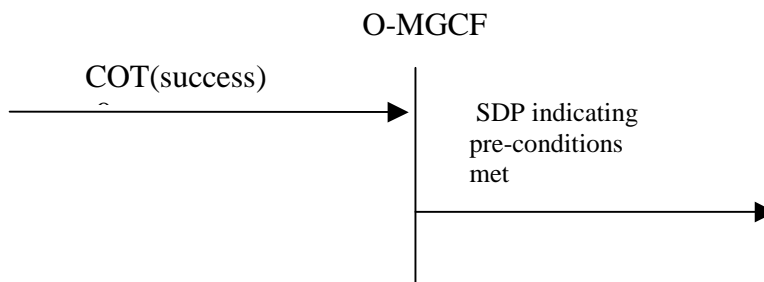 O-MGCF
COT(success)
SDP indicating
pre-conditions
met